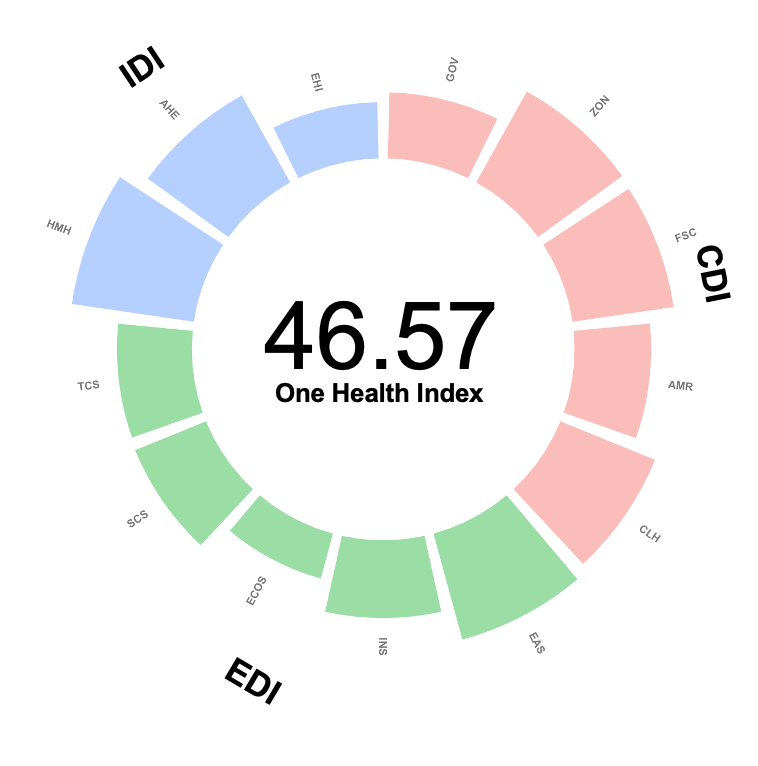 IDI
EHI
GOV
AHE
ZON
HMH
FSC
CDI
46.57
One Health Index
TCS
AMR
SCS
CLH
ECOS
INS
EAS
EDI